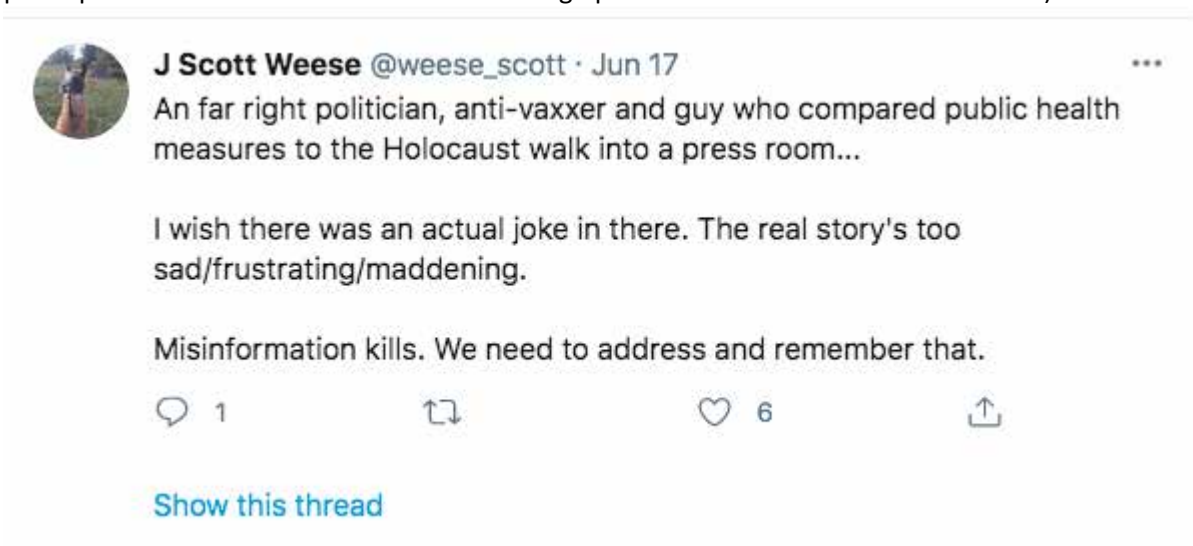 J Scott Weese @weese_scott · Jun 17
An far right politician, anti-vaxxer and guy who compared public health
measures to the Holocaust walk into a press room...
I wish there was an actual joke in there. The real story's too
sad/frustrating/maddening.
Misinformation kills. We need to address and remember that.
1 6
Show this thread